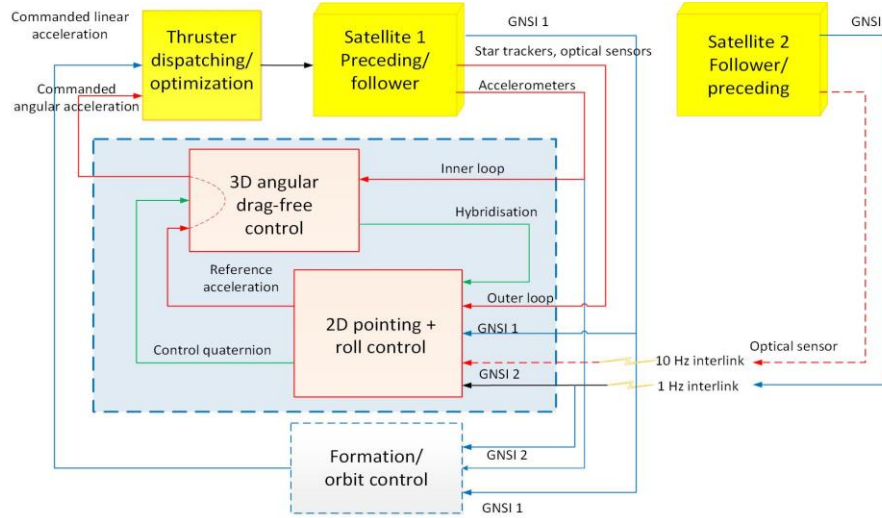 Commanded linear
acceleration
Thruster
dispatching/
optimization
Commanded
angular acceleration
Satellite 1
Preceding/
follower
GNSI 1
Star trackers, optical sensors
Accelerometers
Satellite 2
Follower/
preceding
GNSI
3D angular
drag-free
control
Inner loop
Hybridisation
Reference
acceleration
Control quaternion
2D pointing +
roll control
Outer loop
GNSI 1
GNSI 2
Optical sensor
10 Hz interlink
1 Hz interlink
Formation/
orbit control
GNSI 2
GNSI 1